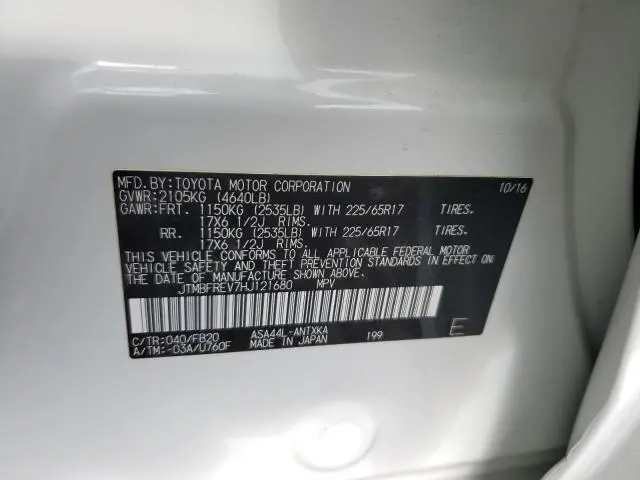 MFD.BY:TOYOTA MOTOR CORPORATION 10/16
GVWR:2105KG (4640LB)
GAWR:FRT. 1150KG (2535LB) WITH 225/65R17 TIRES.
17X6 1/2J RIMS.
RR. 1150KG (2535LB) WITH 225/65R17 TIRES.
17X6 1/2J RIMS.
THIS VEHICLE CONFORMS TO ALL APPLICABLE FEDERAL MOTOR
VEHICLE SAFETY AND THEFT PREVENTION STANDARDS IN EFFECT ON
THE DATE OF MANUFACTURE SHOWN ABOVE.
JTMBFREV7HJ121680 MPV
C/TR:040/FB20 ASA44L-ANTXKA 199 E
A/TM:-03A/U760F MADE IN JAPAN